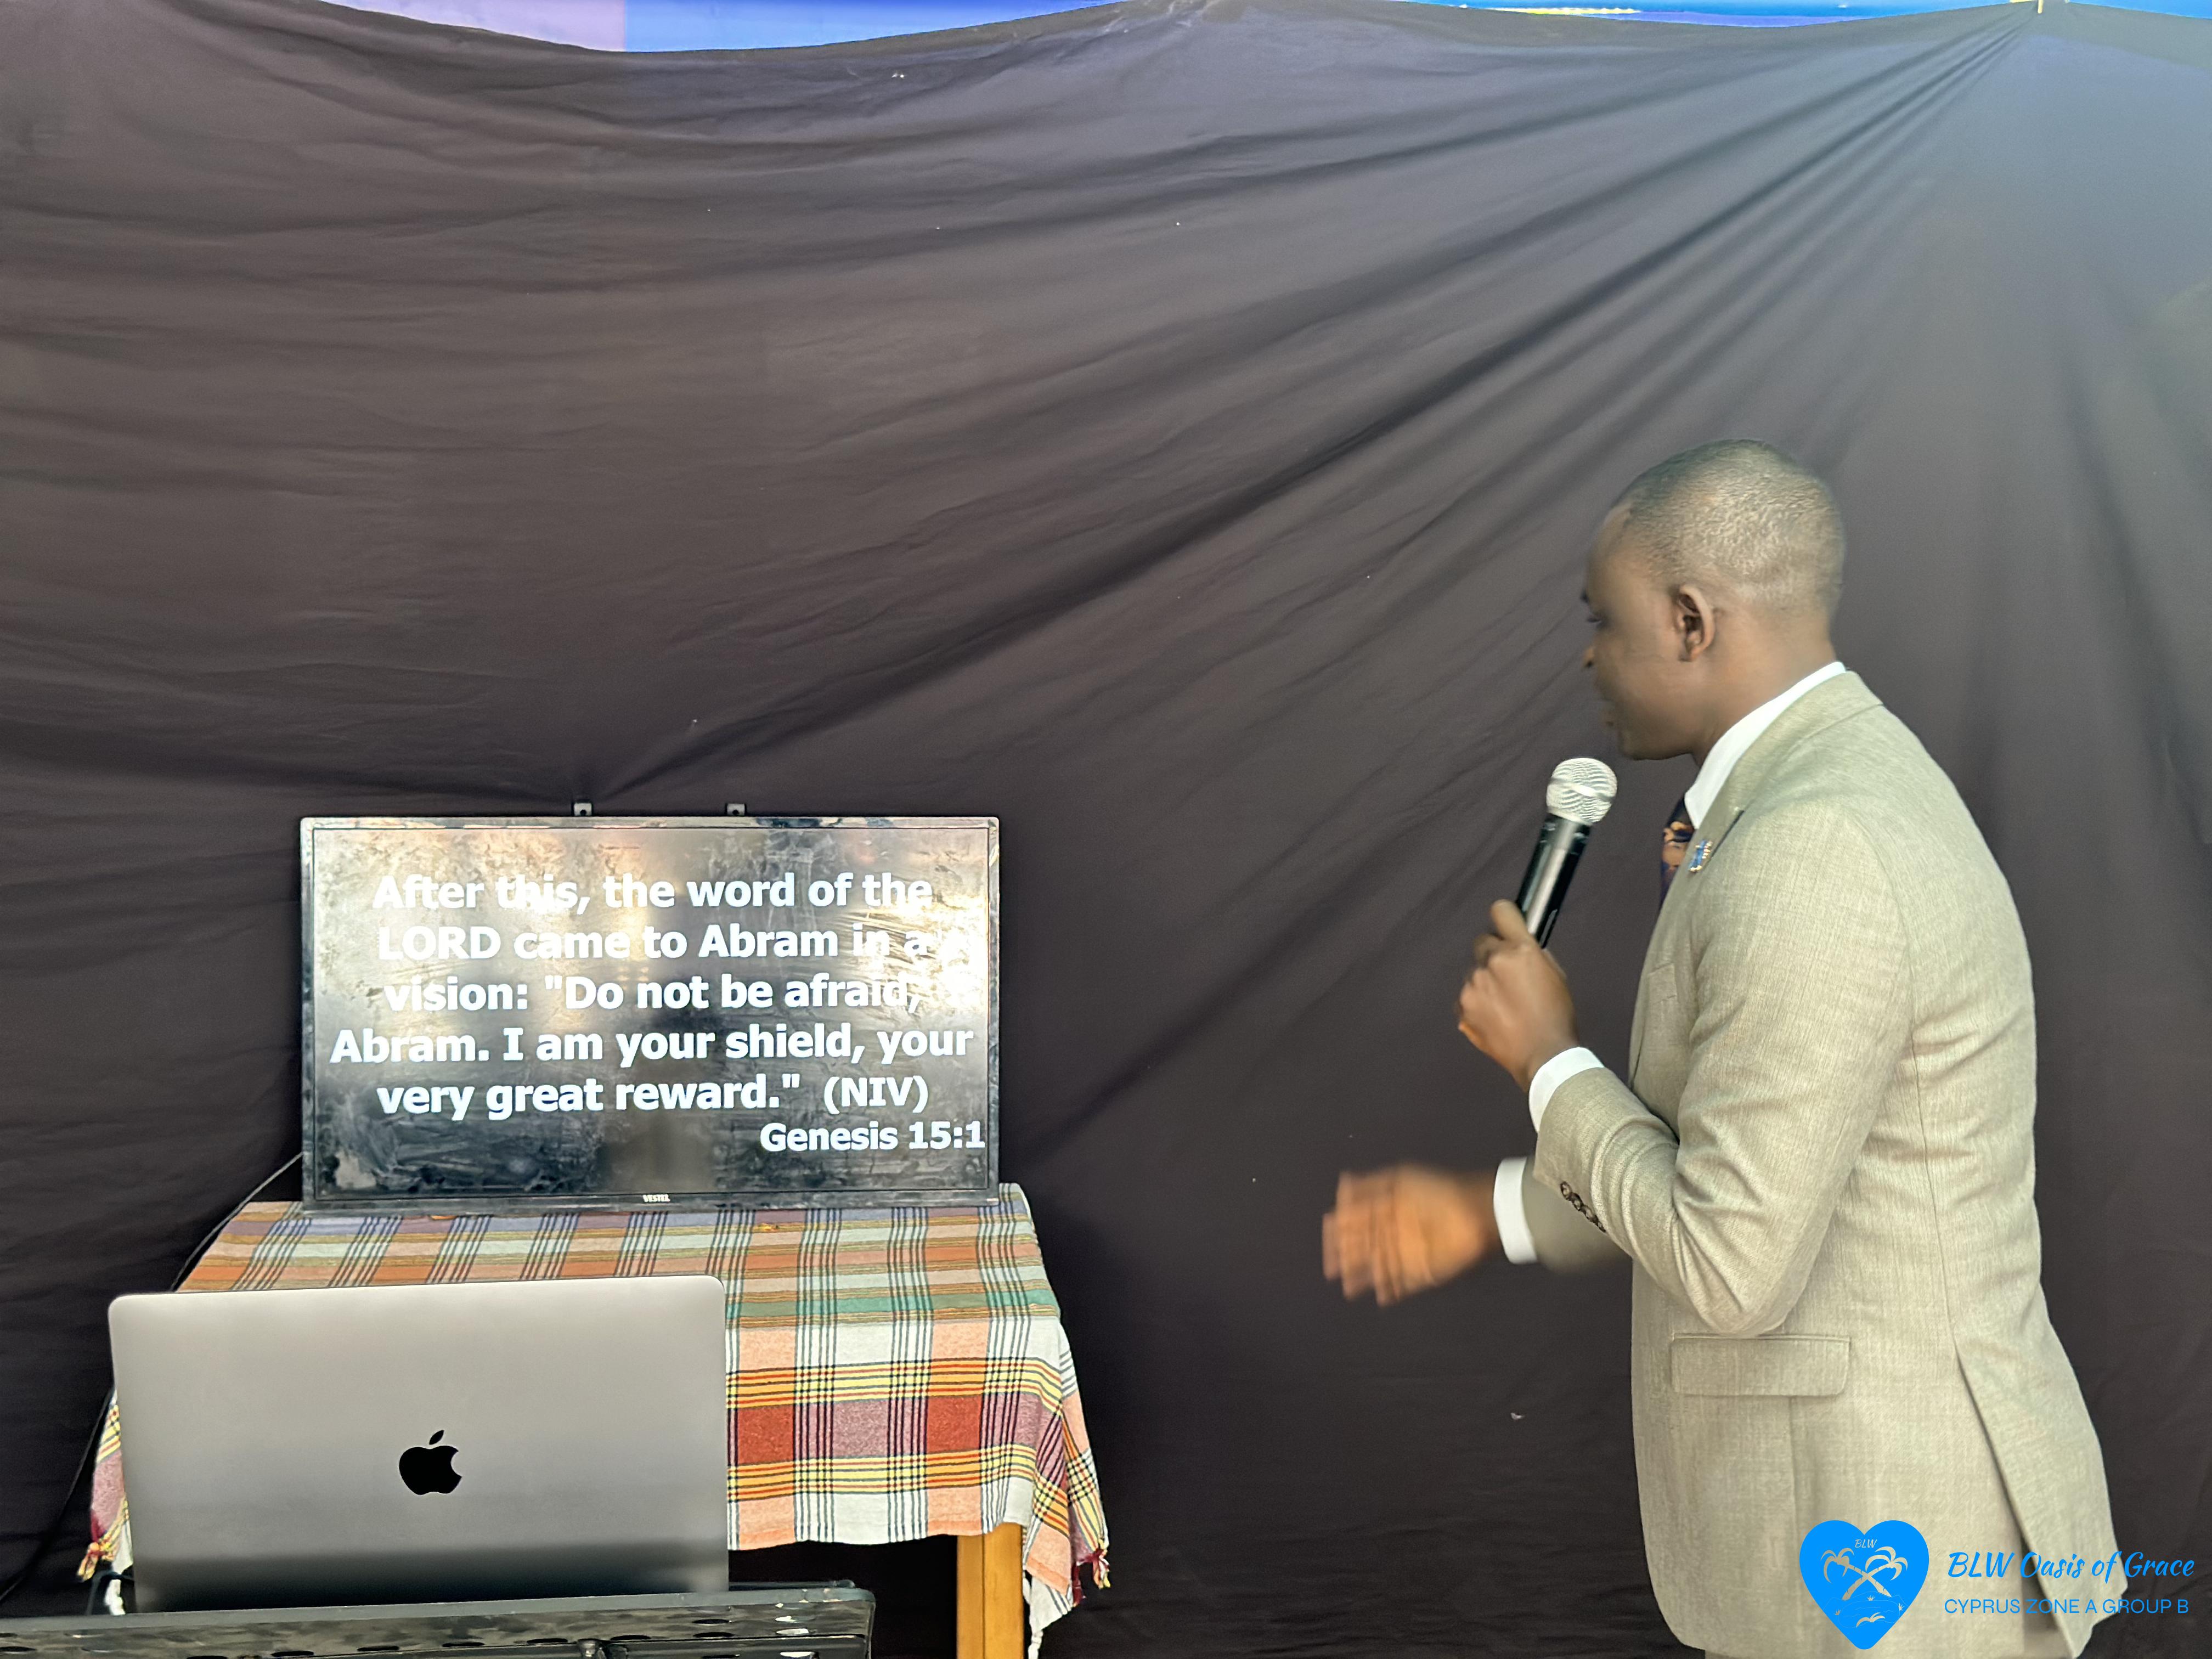 After this, the word of the
LORD came to Abram in a
vision: "Do not be afraid,
Abram. I am your shield, your
very great reward." (NIV)
Genesis 15:1
VESTEL
BLW
BLW Oasis of Grace
CYPRUS ZONE A GROUP B